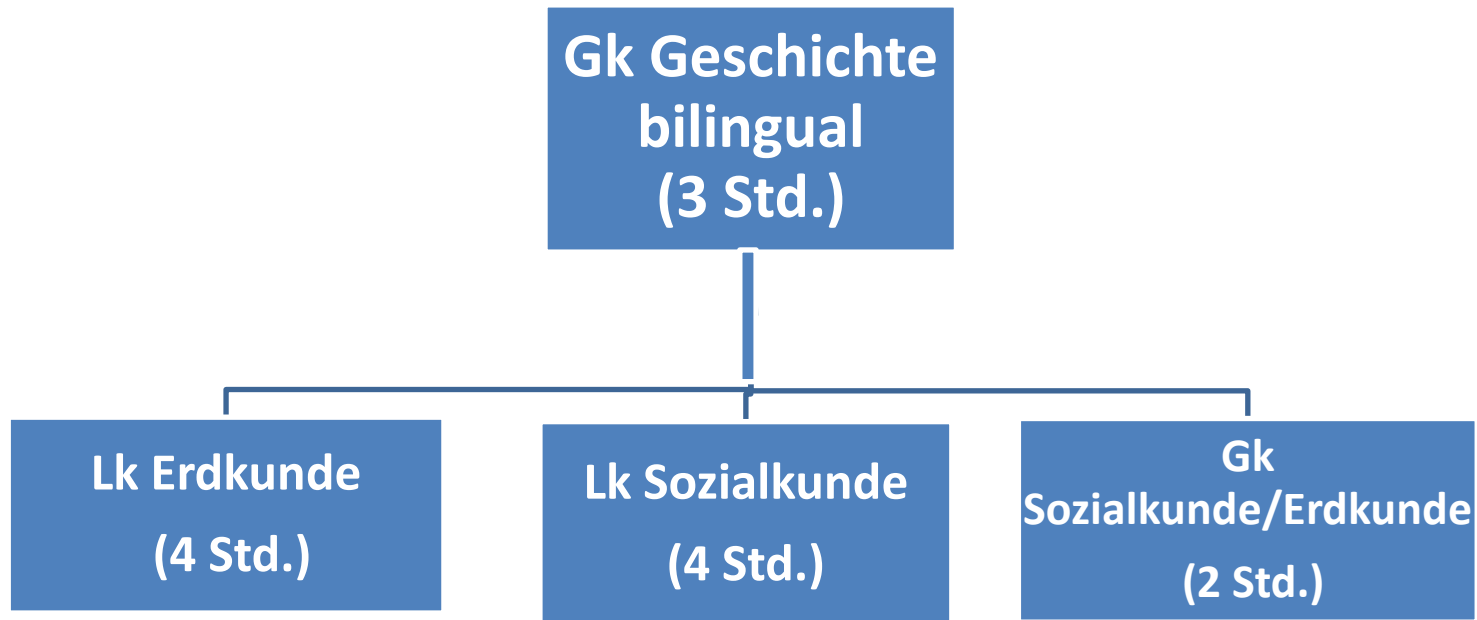 Gk Geschichte
bilingual
(3 Std.)
Lk Erdkunde
(4 Std.)
Lk Sozialkunde
(4 Std.)
Gk
Sozialkunde/Erdkunde
(2 Std.)